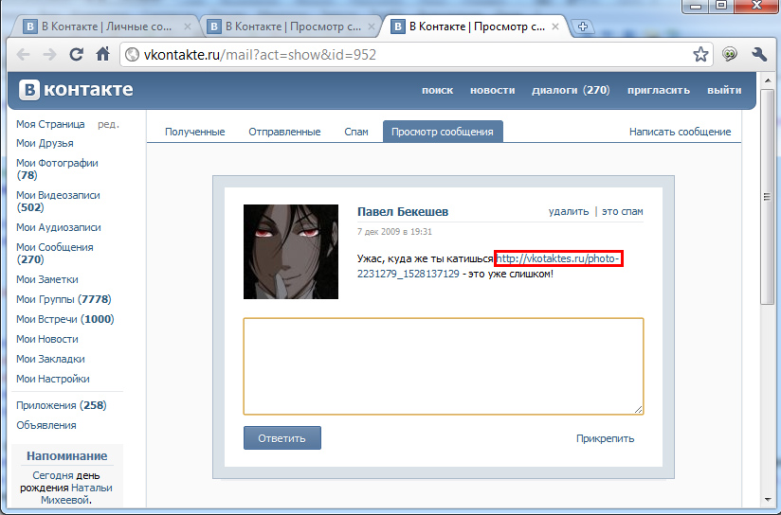 В Контакте | Личные со...
В Контакте | Просмотр с...
В Контакте | Просмотр с...
vkontakte.ru/mail?act=show&id=952
В контакте
поиск новости диалоги (270) пригласить выйти
Моя Страница ред.
Мои Друзья
Мои Фотографии
(78)
Мои Видеозаписи
(502)
Мои Аудиозаписи
Мои Сообщения
(270)
Мои Заметки
Мои Группы (7778)
Мои Встречи (1000)
Мои Новости
Мои Закладки
Мои Настройки
Приложения (258)
Объявления
Напоминание
Сегодня день
рождения Натальи
Михеевой.
Полученные Отправленные Спам Просмотр сообщения Написать сообщение
Павел Бекешев удалить | это спам
7 дек 2009 в 19:31
Ужас, куда же ты катишься http://vkotaktes.ru/photo-
2231279_1528137129 - это уже слишком!
Ответить Прикрепить